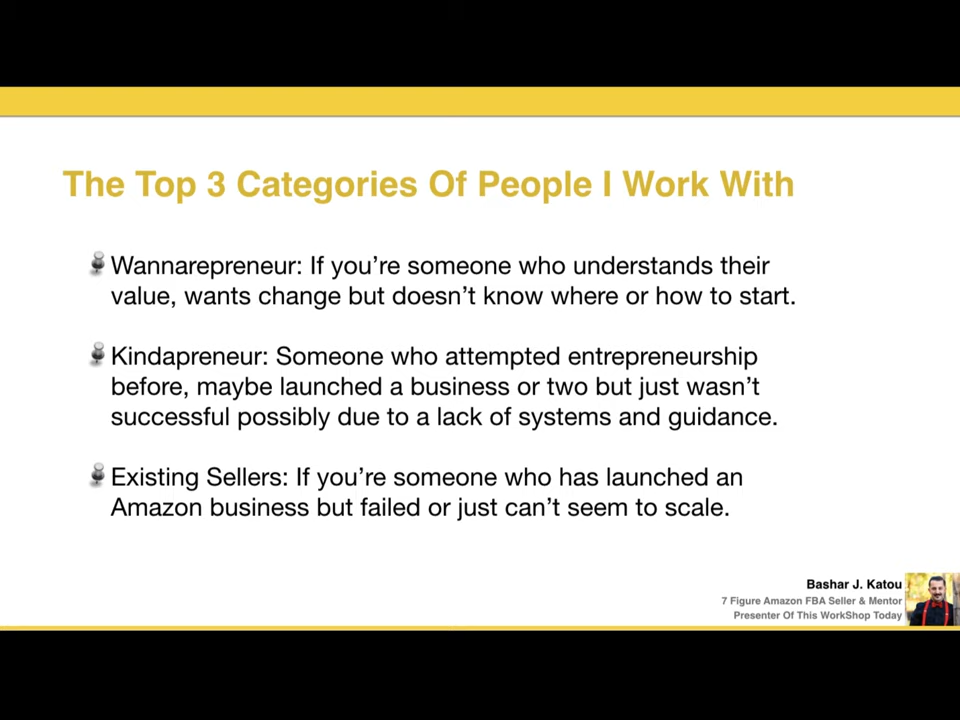 The Top 3 Categories Of People I Work With
Wannarepreneur: If you’re someone who understands their
value, wants change but doesn’t know where or how to start.
Kindapreneur: Someone who attempted entrepreneurship
before, maybe launched a business or two but just wasn’t
successful possibly due to a lack of systems and guidance.
Existing Sellers: If you’re someone who has launched an
Amazon business but failed or just can’t seem to scale.
Bashar J. Katou
7 Figure Amazon FBA Seller & Mentor
Presenter Of This WorkShop Today